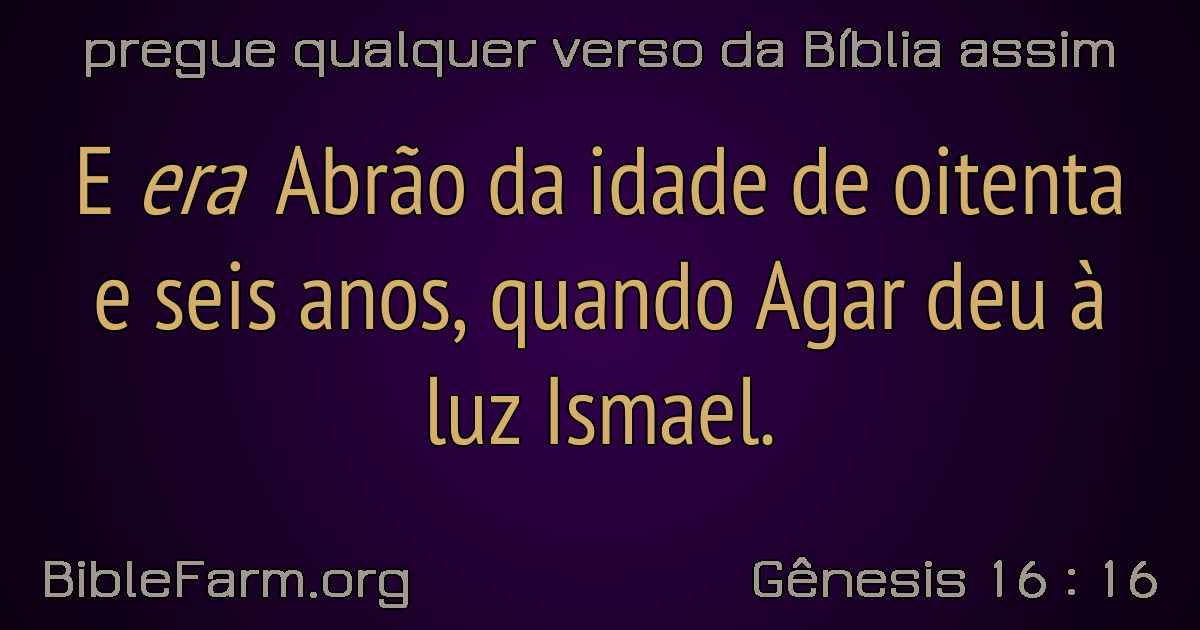 pregue qualquer verso da Bíblia assim
E era Abrão da idade de oitenta
e seis anos, quando Agar deu à
luz Ismael.
BibleFarm.org
Gênesis 16 : 16